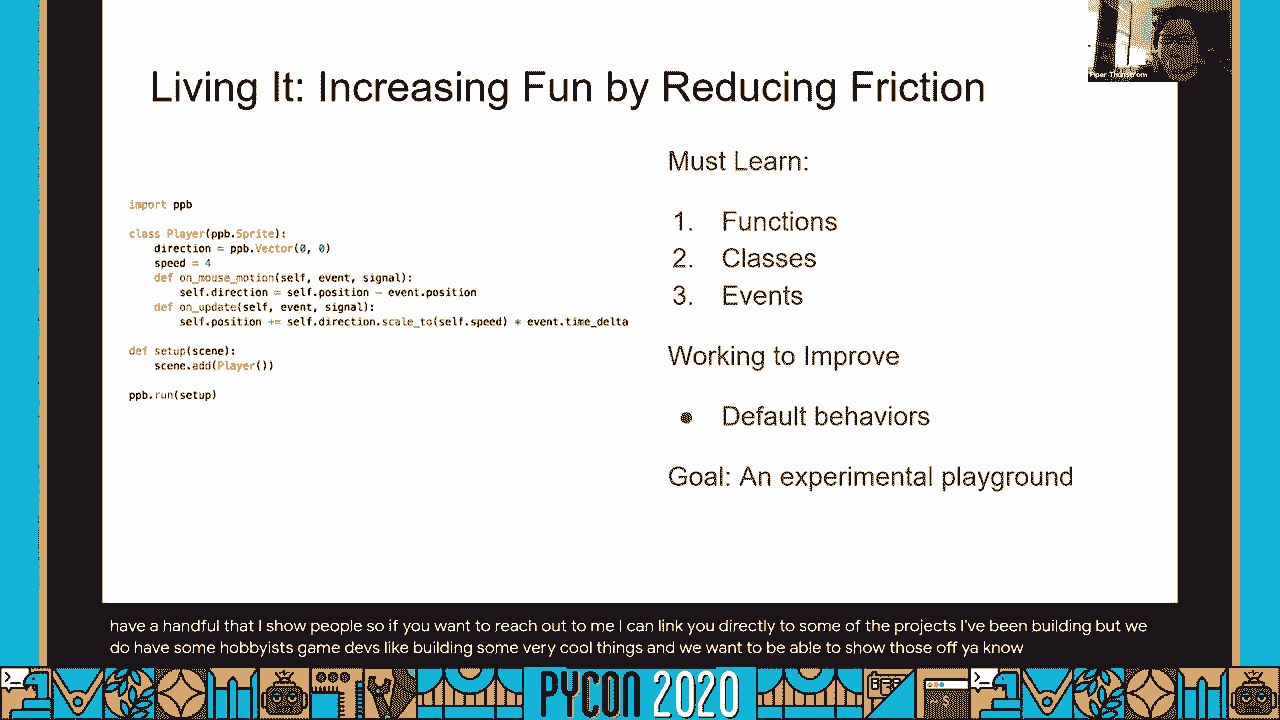 Living It: Increasing Fun by Reducing Friction
Piper Thunstrom
import ppb
class Player(ppb.Sprite):
    direction = ppb.Vector(0, 0)
    speed = 4
    def on_mouse_motion(self, event, signal):
        self.direction = self.position - event.position
    def on_update(self, event, signal):
        self.position += self.direction.scale_to(self.speed) * event.time_delta
def setup(scene):
    scene.add(Player())
ppb.run(setup)
Must Learn:
1. Functions
2. Classes
3. Events
Working to Improve
● Default behaviors
Goal: An experimental playground
have a handful that I show people so if you want to reach out to me I can link you directly to some of the projects I've been building but we
do have some hobbyists game devs like building some very cool things and we want to be able to show those off ya know
PYCON 2020